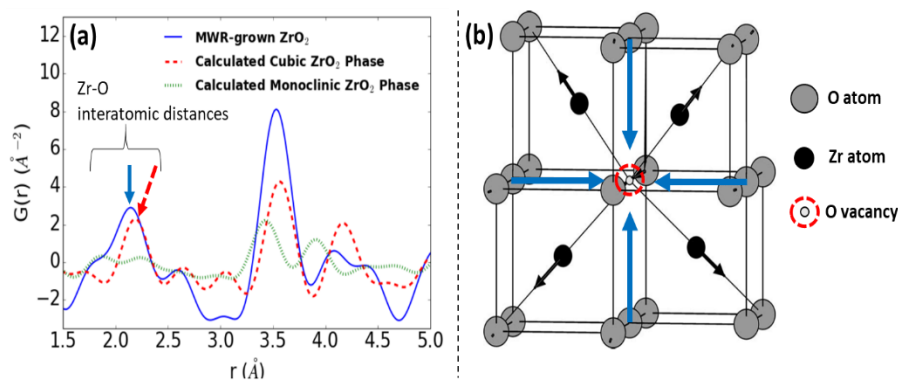 (a)
MWR-grown ZrO₂
Calculated Cubic ZrO₂ Phase
Calculated Monoclinic ZrO₂ Phase
Zr-O
interatomic distances
12
10
8
6
4
2
0
−2
G(r) (Å⁻²)
1.5 2.0 2.5 3.0 3.5 4.0 4.5 5.0
r (Å)
(b)
O atom
Zr atom
O vacancy